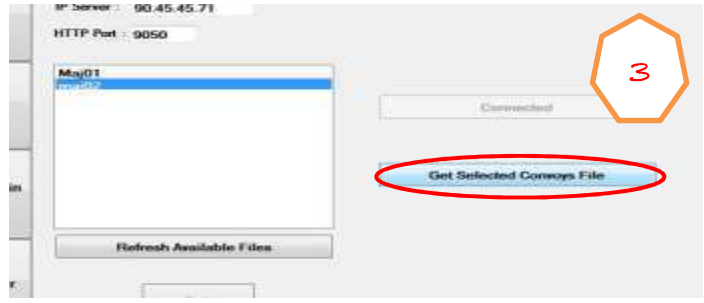 IP Server : 90.45.45.71
HTTP Port : 9050
Maj01
maj02
3
Connected
Get Selected Convoys File
in
Refresh Available Files
r